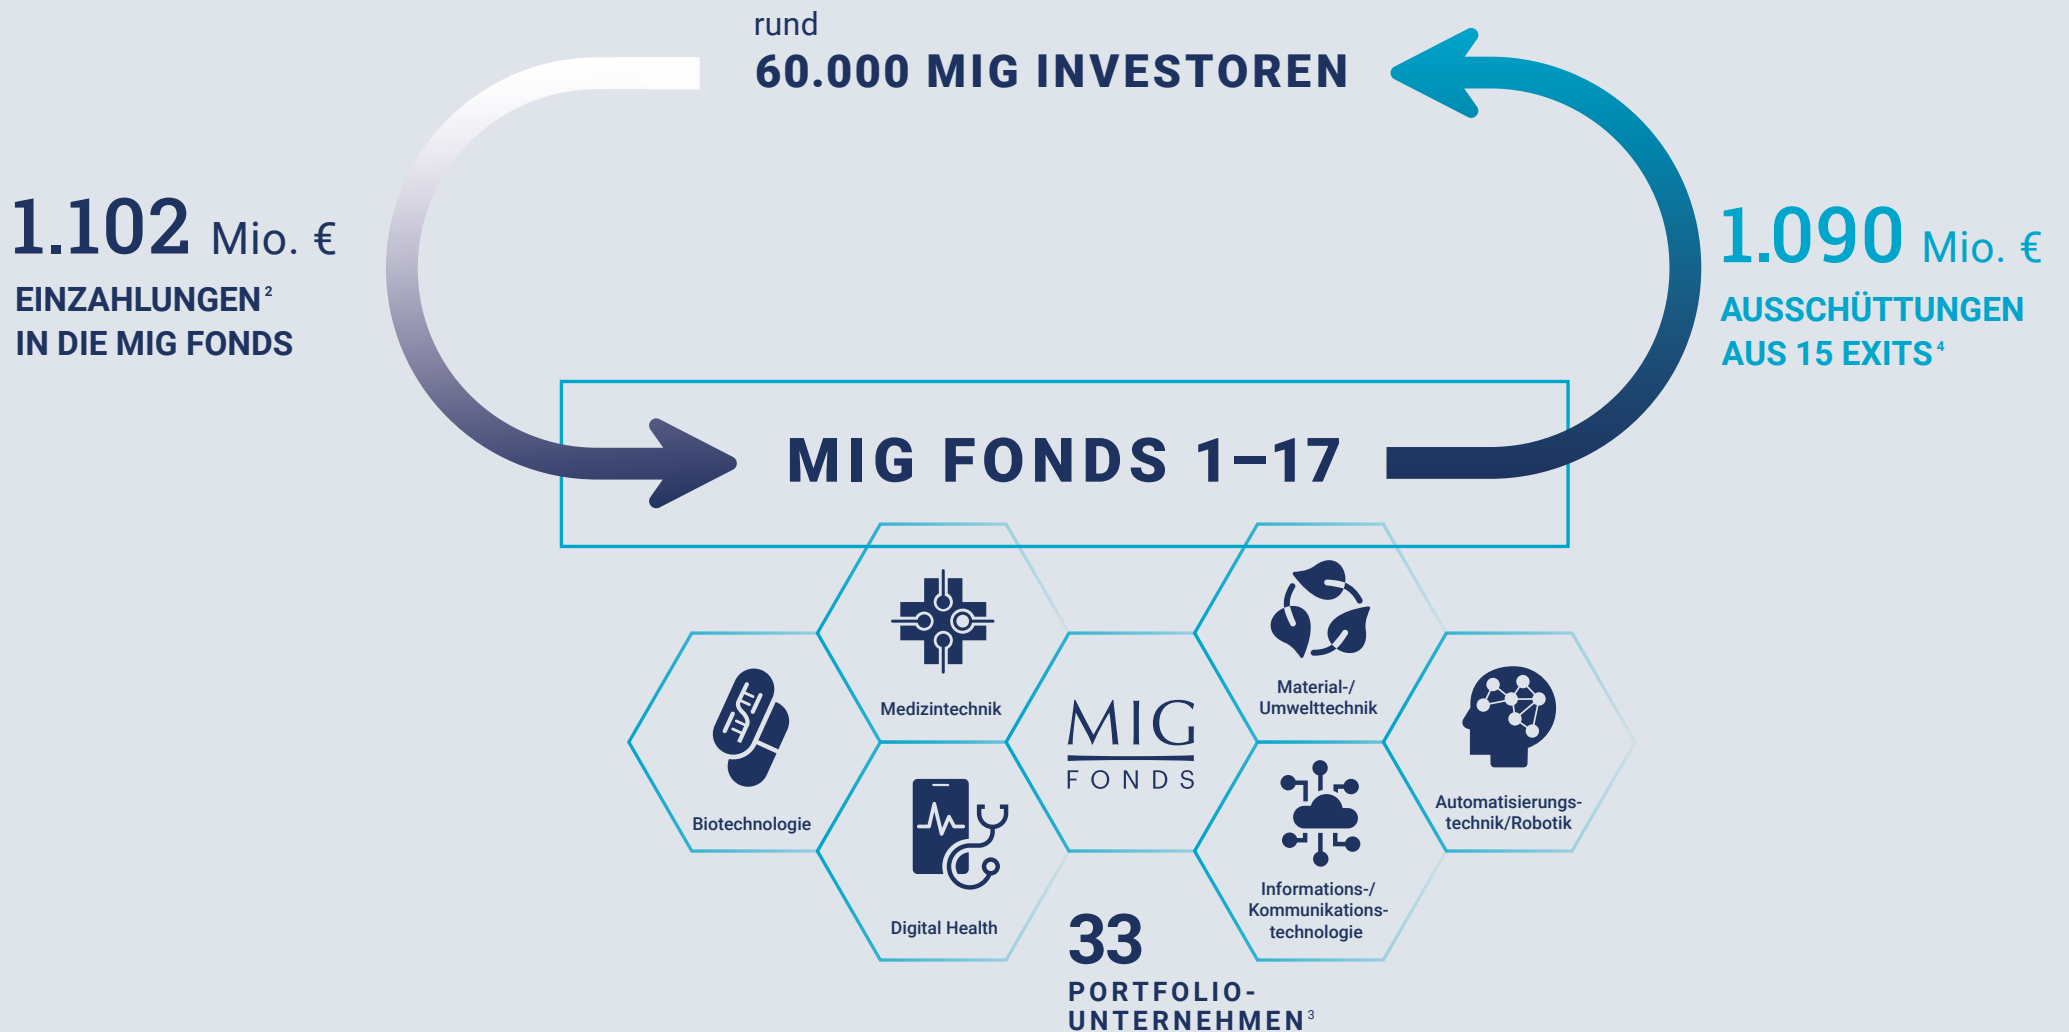 rund
60.000 MIG INVESTOREN
1.102 Mio. €
EINZAHLUNGEN²
IN DIE MIG FONDS
1.090 Mio. €
AUSSCHÜTTUNGEN
AUS 15 EXITS⁴
MIG FONDS 1–17
Medizintechnik
Material-/
Umwelttechnik
MIG
FONDS
Biotechnologie
Automatisierungs-
technik/Robotik
Digital Health
Informations-/
Kommunikations-
technologie
33
PORTFOLIO-
UNTERNEHMEN³